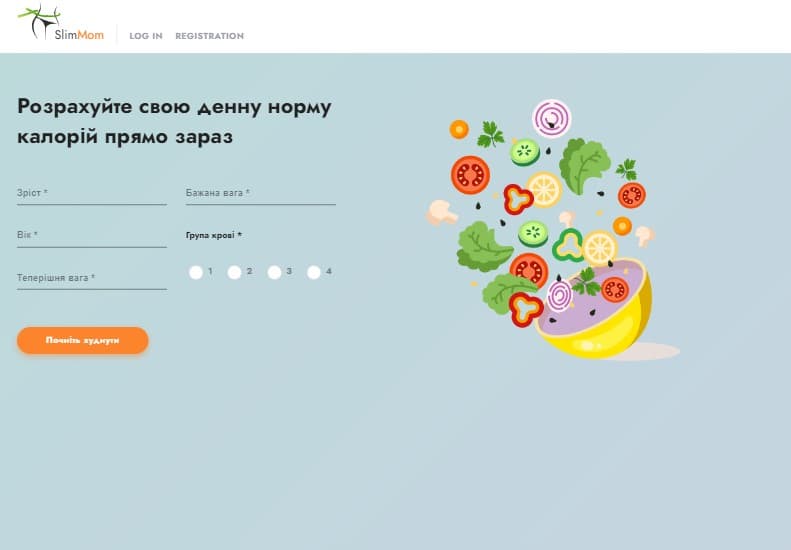 SlimMom
LOG IN REGISTRATION
Розрахуйте свою денну норму
калорій прямо зараз
Зріст *
Бажана вага *
Вік *
Група крові *
1 2 3 4
Теперішня вага *
Почніть худнути